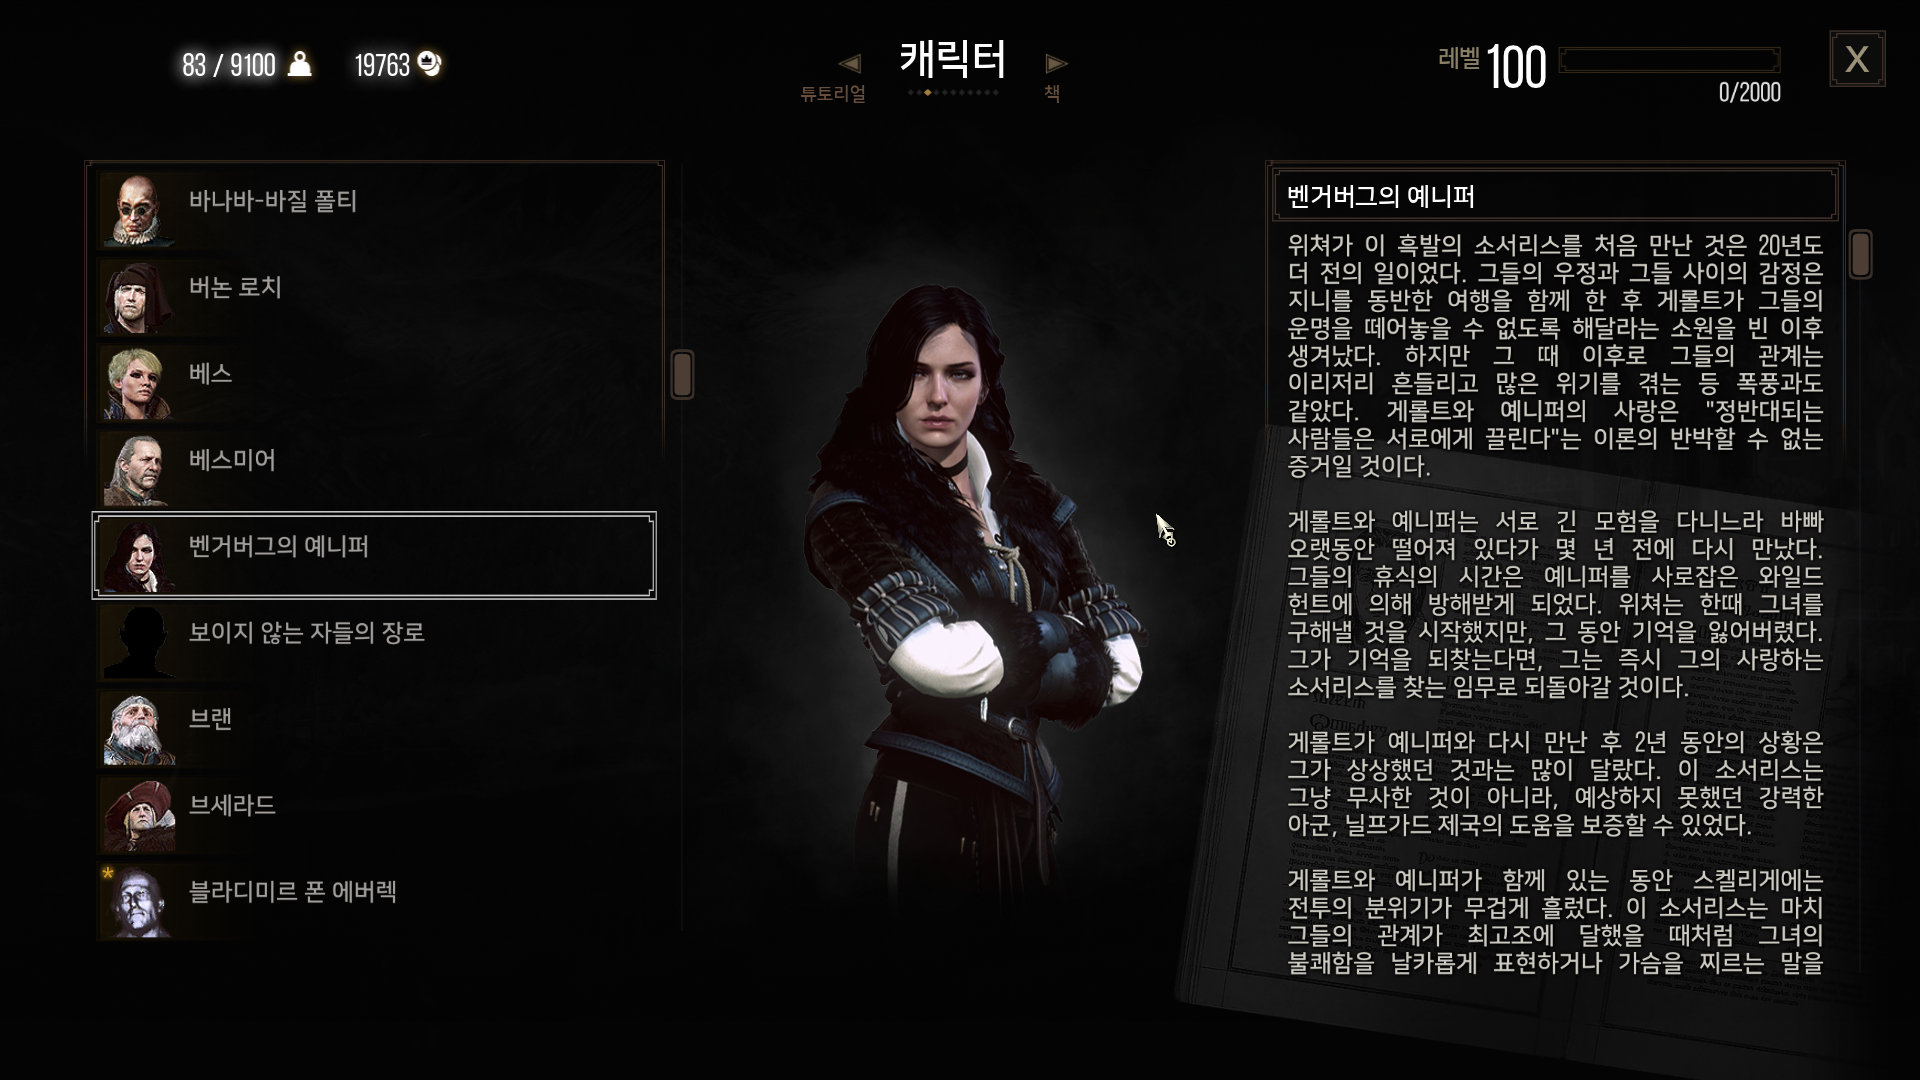 83 / 9100
19763
캐릭터
튜토리얼
책
레벨 100
0/2000
X
바나바-바질 폴티
버논 로치
베스
베스미어
벤거버그의 예니퍼
보이지 않는 자들의 장로
브랜
브세라드
블라디미르 폰 에버렉
벤거버그의 예니퍼
위쳐가 이 흑발의 소서리스를 처음 만난 것은 20년도
더 전의 일이었다. 그들의 우정과 그들 사이의 감정은
지니를 동반한 여행을 함께 한 후 게롤트가 그들의
운명을 떼어놓을 수 없도록 해달라는 소원을 빈 이후
생겨났다. 하지만 그 때 이후로 그들의 관계는
이리저리 흔들리고 많은 위기를 겪는 등 폭풍과도
같았다. 게롤트와 예니퍼의 사랑은 "정반대되는
사람들은 서로에게 끌린다"는 이론의 반박할 수 없는
증거일 것이다.
게롤트와 예니퍼는 서로 긴 모험을 다니느라 바빠
오랫동안 떨어져 있다가 몇 년 전에 다시 만났다.
그들의 휴식의 시간은 예니퍼를 사로잡은 와일드
헌트에 의해 방해받게 되었다. 위쳐는 한때 그녀를
구해낼 것을 시작했지만, 그 동안 기억을 잃어버렸다.
그가 기억을 되찾는다면, 그는 즉시 그의 사랑하는
소서리스를 찾는 임무로 되돌아갈 것이다.
게롤트가 예니퍼와 다시 만난 후 2년 동안의 상황은
그가 상상했던 것과는 많이 달랐다. 이 소서리스는
그냥 무사한 것이 아니라, 예상하지 못했던 강력한
아군, 닐프가드 제국의 도움을 보증할 수 있었다.
게롤트와 예니퍼가 함께 있는 동안 스켈리게에는
전투의 분위기가 무겁게 흘렀다. 이 소서리스는 마치
그들의 관계가 최고조에 달했을 때처럼 그녀의
불쾌함을 날카롭게 표현하거나 가슴을 찌르는 말을